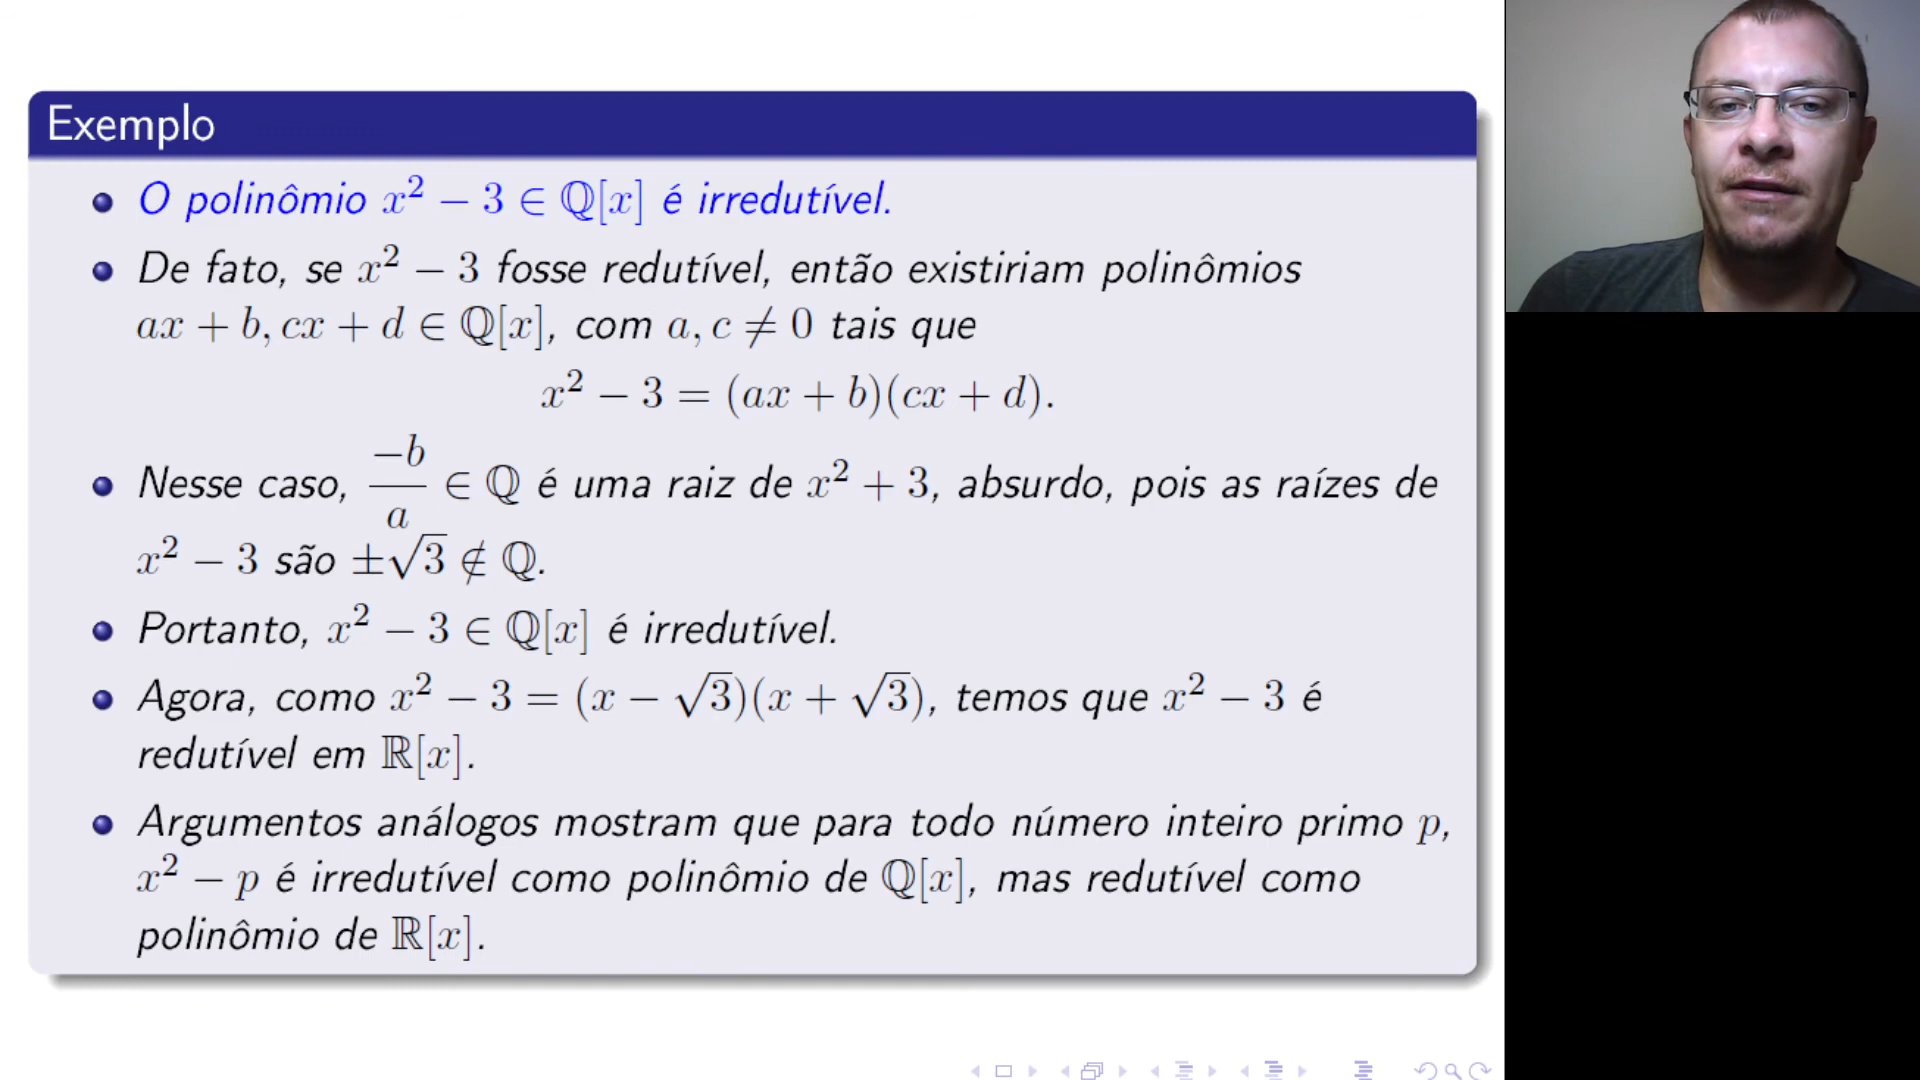 Exemplo
O polinômio x² − 3 ∈ ℚ[x] é irredutível.
De fato, se x² − 3 fosse redutível, então existiriam polinômios
ax + b, cx + d ∈ ℚ[x], com a, c ≠ 0 tais que
x² − 3 = (ax + b)(cx + d).
Nesse caso, −b/a ∈ ℚ é uma raiz de x² + 3, absurdo, pois as raízes de
x² − 3 são ±√3 ∉ ℚ.
Portanto, x² − 3 ∈ ℚ[x] é irredutível.
Agora, como x² − 3 = (x − √3)(x + √3), temos que x² − 3 é
redutível em ℝ[x].
Argumentos análogos mostram que para todo número inteiro primo p,
x² − p é irredutível como polinômio de ℚ[x], mas redutível como
polinômio de ℝ[x].